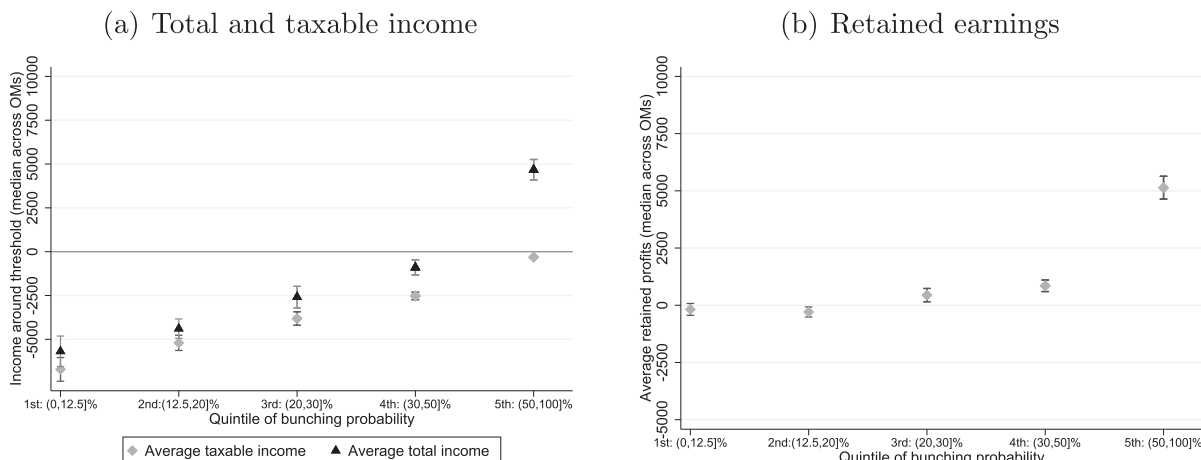 (a) Total and taxable income
Income around threshold (median across OMs)
10000
7500
5000
2500
0
-2500
-5000
1st: (0,12.5]%
2nd:(12.5,20]%
3rd: (20,30]%
4th: (30,50]%
5th: (50,100]%
Quintile of bunching probability
Average taxable income
Average total income
(b) Retained earnings
Average retained profits (median across OMs)
10000
7500
5000
2500
0
-2500
-5000
1st: (0,12.5]%
2nd:(12.5,20]%
3rd: (20,30]%
4th: (30,50]%
5th: (50,100]%
Quintile of bunching probability